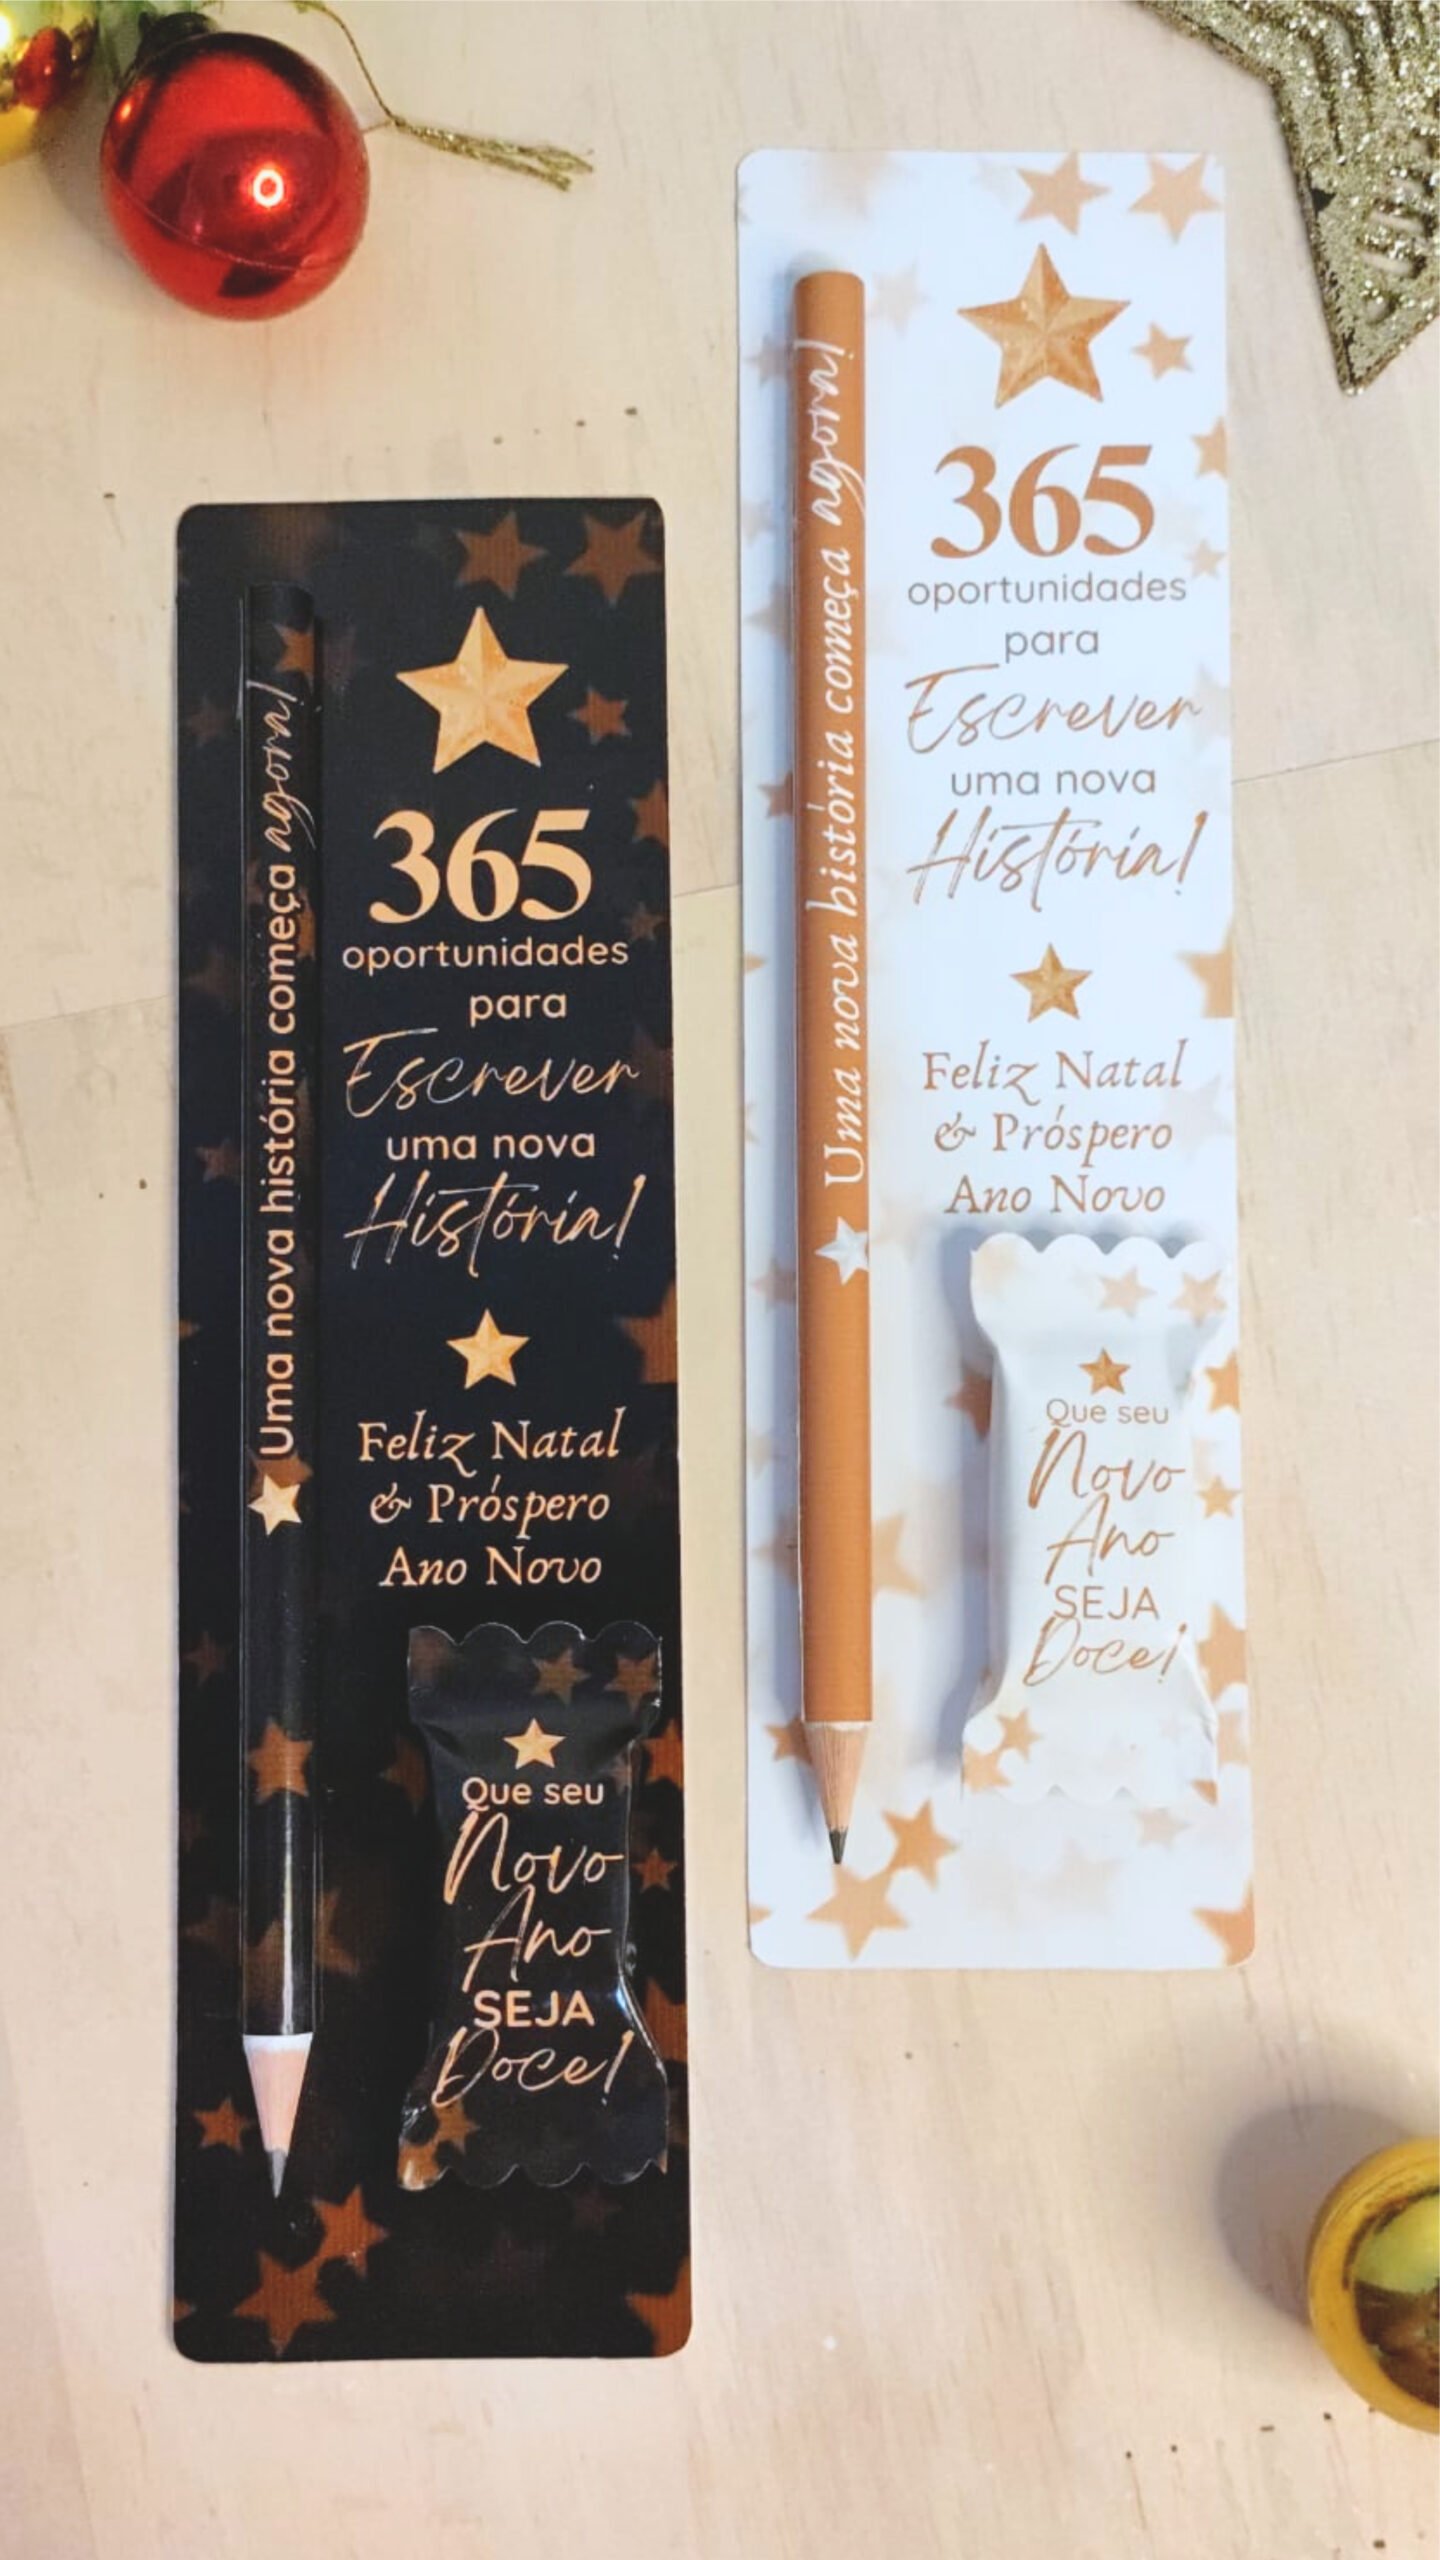 Uma nova história começa agora!
365
oportunidades
para
Escrever
uma nova
História!
Feliz Natal
& Próspero
Ano Novo
Que seu
Novo
Ano
SEJA
Doce!
Uma nova história começa agora!
365
oportunidades
para
Escrever
uma nova
História!
Feliz Natal
& Próspero
Ano Novo
Que seu
Novo
Ano
SEJA
Doce!